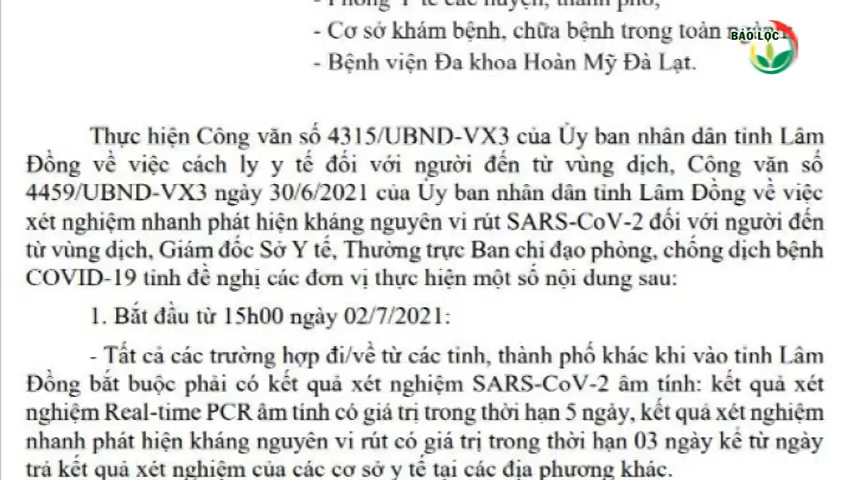 - Phòng Y tế các huyện, thành phố;
- Cơ sở khám bệnh, chữa bệnh trong toàn ngành;
BẢO LỘC
- Bệnh viện Đa khoa Hoàn Mỹ Đà Lạt.
Thực hiện Công văn số 4315/UBND-VX3 của Ủy ban nhân dân tỉnh Lâm
Đồng về việc cách ly y tế đối với người đến từ vùng dịch, Công văn số
4459/UBND-VX3 ngày 30/6/2021 của Ủy ban nhân dân tỉnh Lâm Đồng về việc
xét nghiệm nhanh phát hiện kháng nguyên vi rút SARS-CoV-2 đối với người đến
từ vùng dịch, Giám đốc Sở Y tế, Thường trực Ban chỉ đạo phòng, chống dịch bệnh
COVID-19 tỉnh đề nghị các đơn vị thực hiện một số nội dung sau:
1. Bắt đầu từ 15h00 ngày 02/7/2021:
- Tất cả các trường hợp đi/về từ các tỉnh, thành phố khác khi vào tỉnh Lâm
Đồng bắt buộc phải có kết quả xét nghiệm SARS-CoV-2 âm tính: kết quả xét
nghiệm Real-time PCR âm tính có giá trị trong thời hạn 5 ngày, kết quả xét nghiệm
nhanh phát hiện kháng nguyên vi rút có giá trị trong thời hạn 03 ngày kể từ ngày
trả kết quả xét nghiệm của các cơ sở y tế tại các địa phương khác.